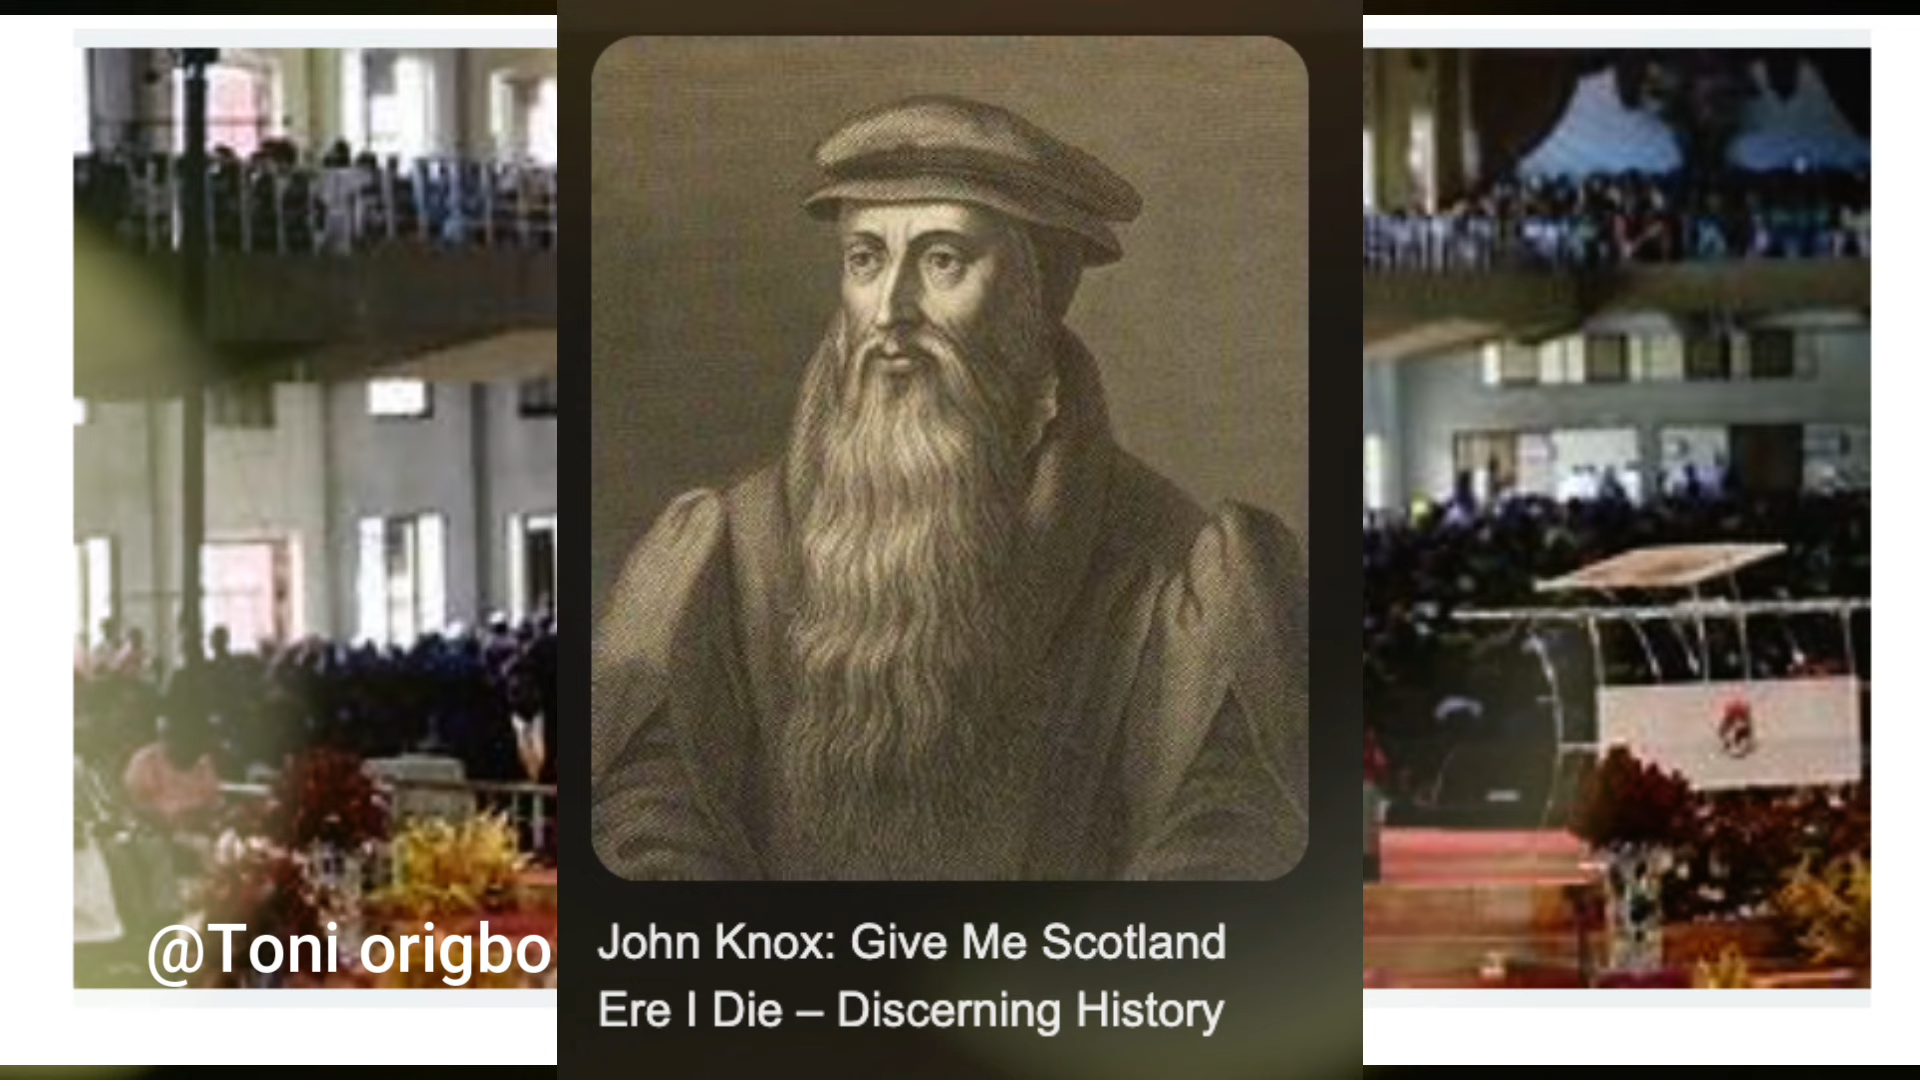 @Toni origbo
John Knox: Give Me Scotland
Ere I Die – Discerning History